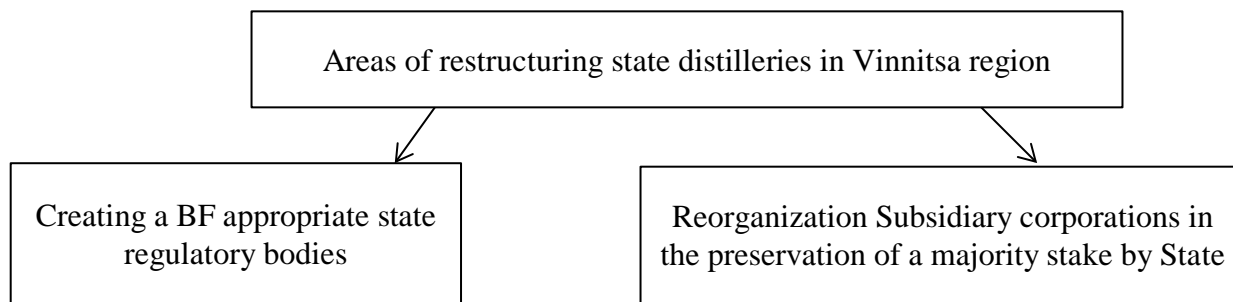 Areas of restructuring state distilleries in Vinnitsa region
Creating a BF appropriate state
regulatory bodies
Reorganization Subsidiary corporations in
the preservation of a majority stake by State